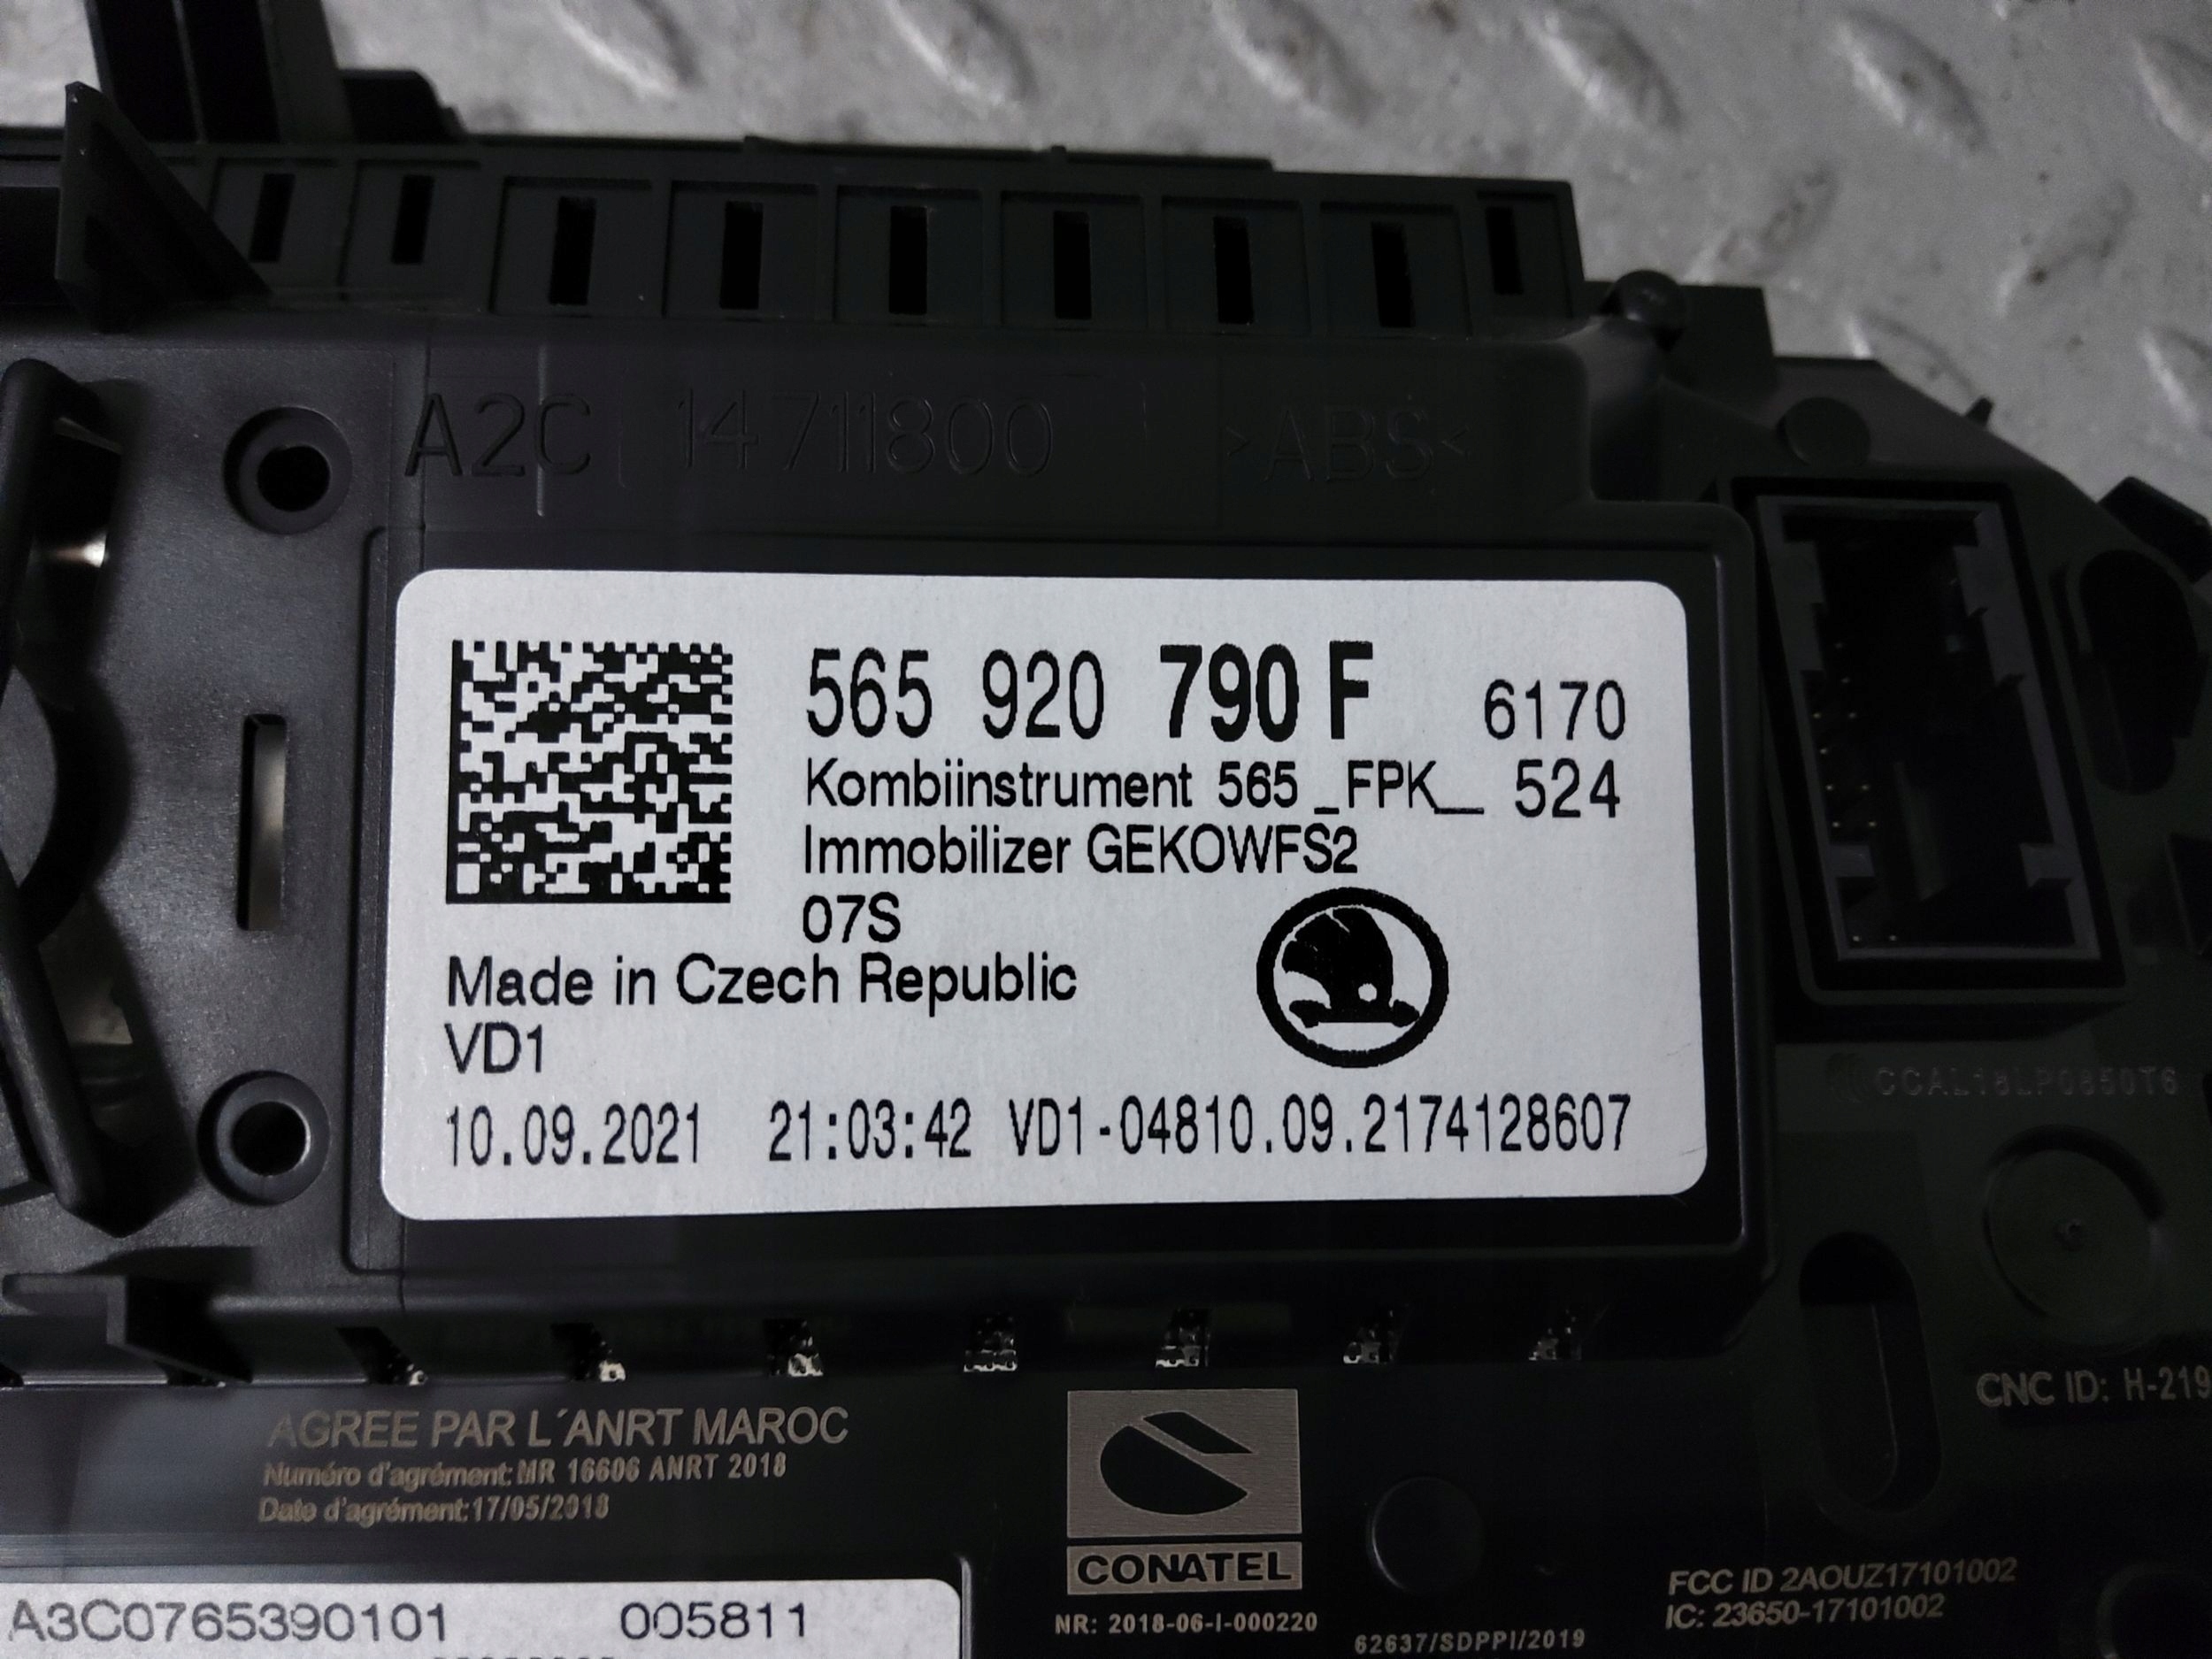 A2C 14711800 >ABS<
565 920 790 F 6170
Kombiinstrument 565_FPK_ 524
Immobilizer GEKOWFS2
07S
Made in Czech Republic
VD1
10.09.2021 21:03:42 VD1-04810.09.2174128607
CCAL18LP0850T6
CNC ID: H-219
AGREE PAR L´ANRT MAROC
Numéro d'agrément: MR 16606 ANRT 2018
Date d'agrément:17/05/2018
CONATEL
NR: 2018-06-I-000220
62637/SDPPI/2019
FCC ID 2AOUZ17101002
IC: 23650-17101002
A3C0765390101 005811